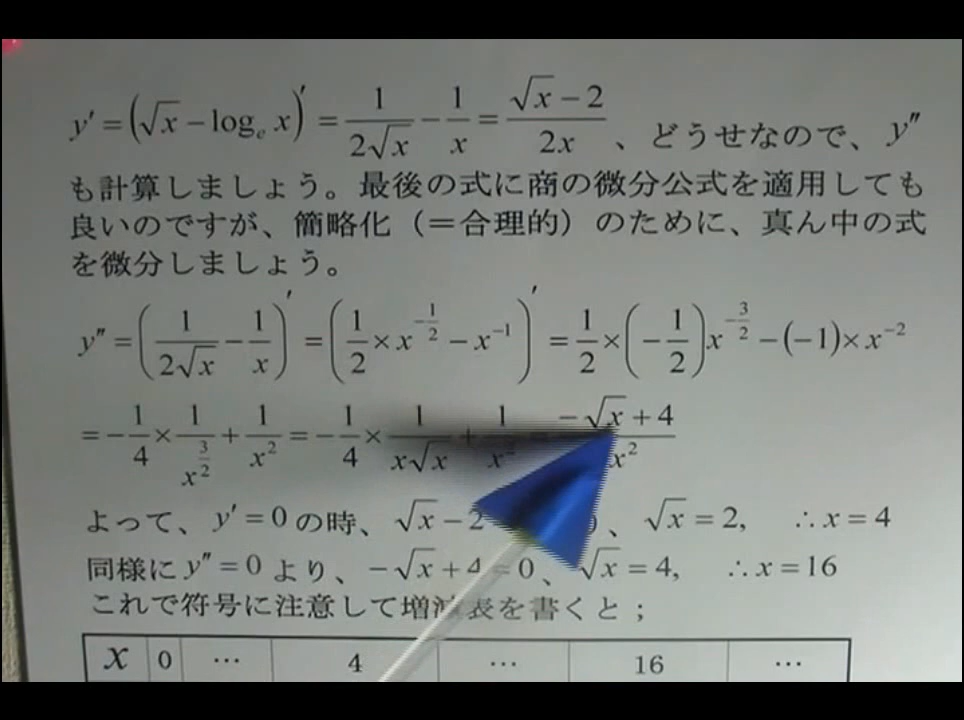 y′ = (√x − logₑ x)′ = 1/(2√x) − 1/x = (√x − 2)/(2x) 、どうせなので、y″
も計算しましょう。最後の式に商の微分公式を適用しても
良いのですが、簡略化（＝合理的）のために、真ん中の式
を微分しましょう。
y″ = (1/(2√x) − 1/x)′ = (1/2 × x^(−1/2) − x^(−1))′ = 1/2 × (−1/2)x^(−3/2) − (−1) × x^(−2)
= −1/4 × 1/x^(3/2) + 1/x² = −1/4 × 1/(x√x) + 1/x² = (−√x + 4)/ x²
よって、y′ = 0 の時、√x − 2 、√x = 2, ∴ x = 4
同様に y″ = 0 より、−√x + 4 = 0、√x = 4, ∴ x = 16
これで符号に注意して増減表を書くと；
x 0 … 4 … 16 …